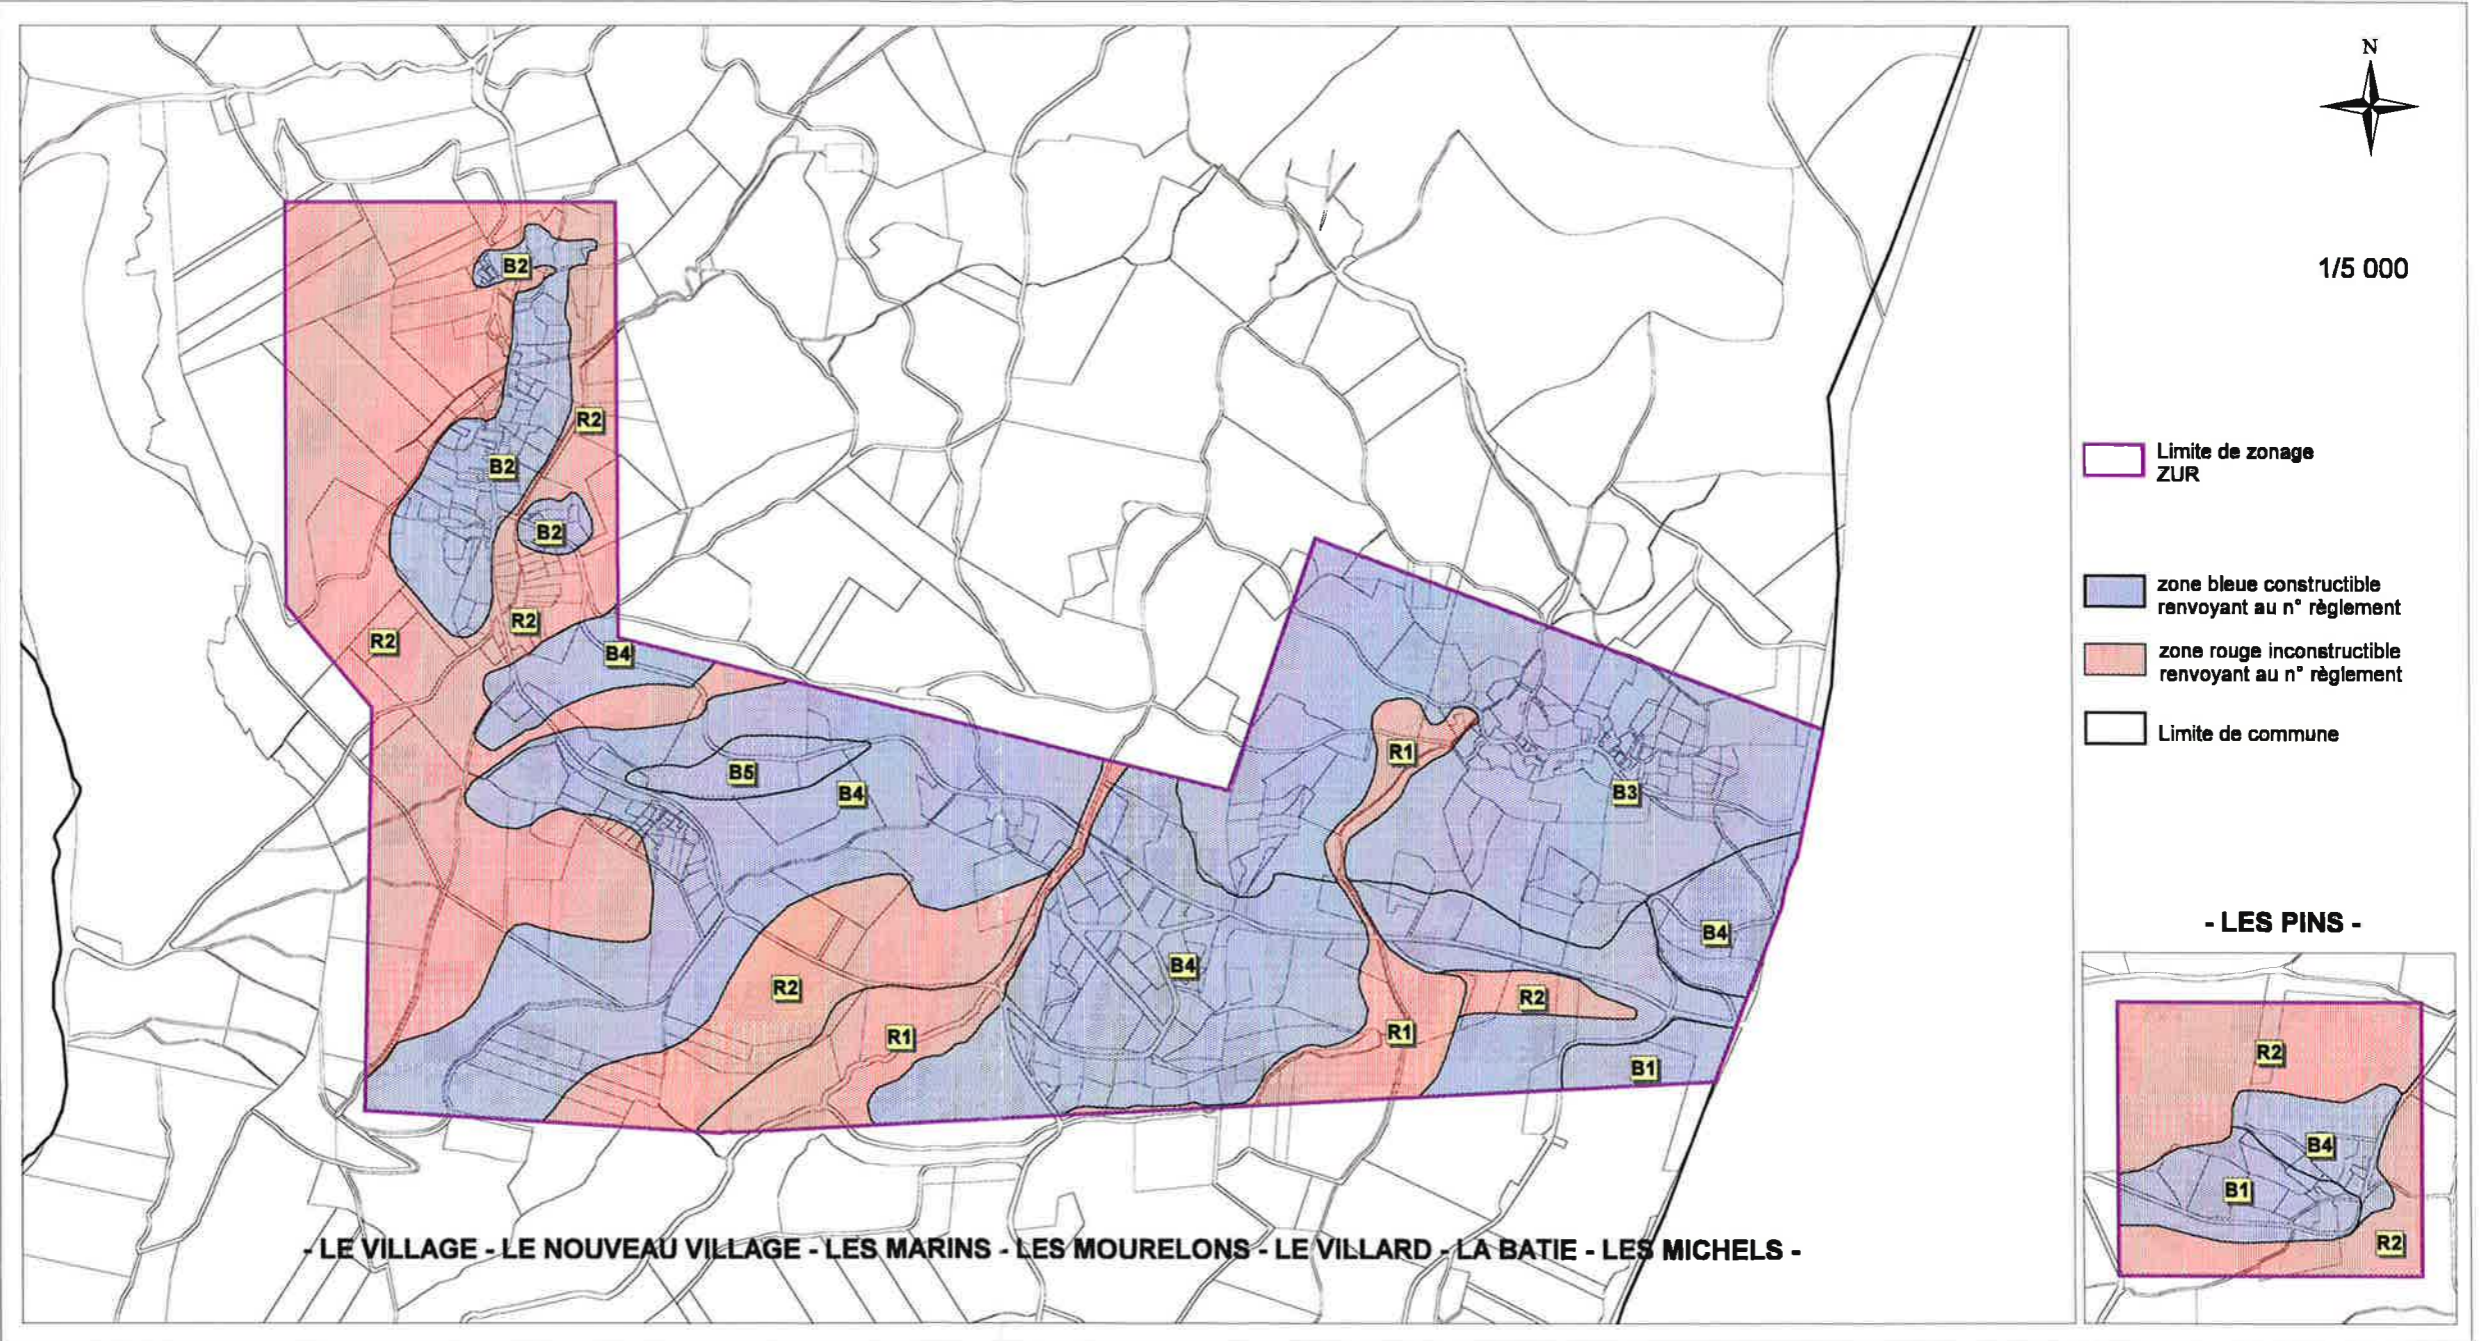 N
1/5 000
B2
R2
B2
B2
R2
R2
B4
B5
B4
R1
B3
B4
B4
R2
R2
R1
R1
B1
Limite de zonage
ZUR
zone bleue constructible
renvoyant au n° règlement
zone rouge inconstructible
renvoyant au n° règlement
Limite de commune
- LES PINS -
R2
B4
B1
R2
- LE VILLAGE - LE NOUVEAU VILLAGE - LES MARINS - LES MOURELONS - LE VILLARD - LA BATIE - LES MICHELS -